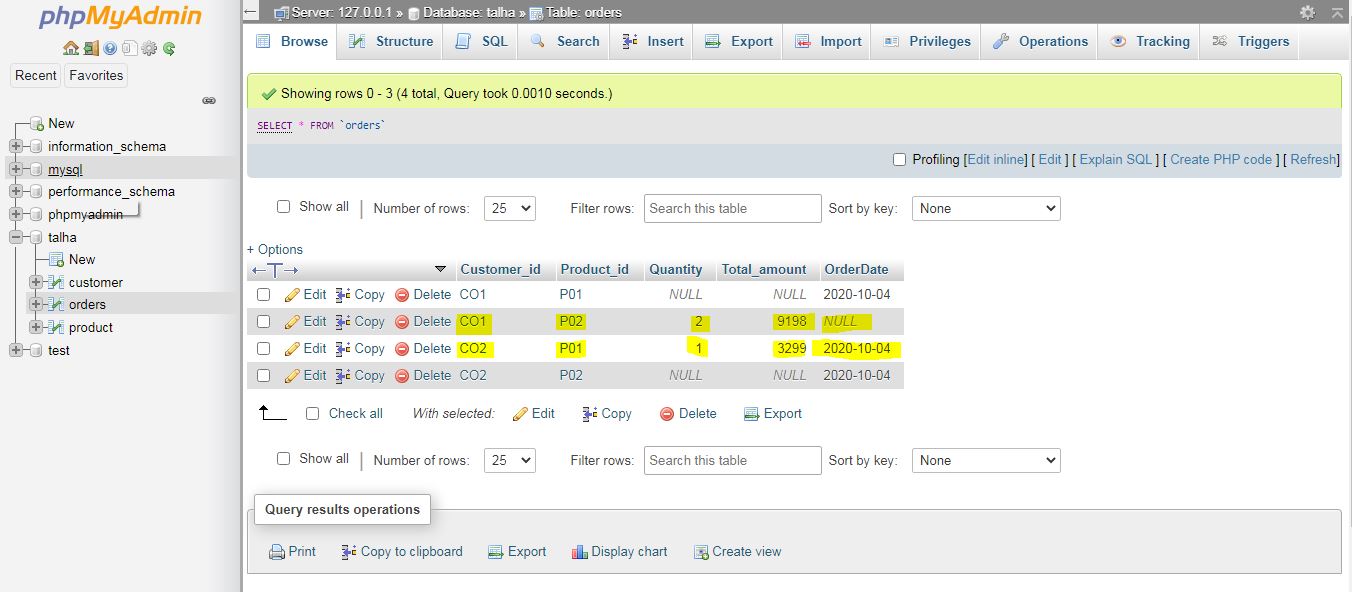 phpMyAdmin
Recent Favorites
New
information_schema
mysql
performance_schema
phpmyadmin
talha
New
customer
orders
product
test
Server: 127.0.0.1 » Database: talha » Table: orders
Browse Structure SQL Search Insert Export Import Privileges Operations Tracking Triggers
Showing rows 0 - 3 (4 total, Query took 0.0010 seconds.)
SELECT * FROM `orders`
Profiling [Edit inline] [ Edit ] [ Explain SQL ] [ Create PHP code ] [ Refresh]
Show all | Number of rows: 25 Filter rows: Search this table Sort by key: None
+ Options
←T→ Customer_id Product_id Quantity Total_amount OrderDate
Edit Copy Delete CO1 P01 NULL NULL 2020-10-04
Edit Copy Delete CO1 P02 2 9198 NULL
Edit Copy Delete CO2 P01 1 3299 2020-10-04
Edit Copy Delete CO2 P02 NULL NULL 2020-10-04
Check all With selected: Edit Copy Delete Export
Show all | Number of rows: 25 Filter rows: Search this table Sort by key: None
Query results operations
Print Copy to clipboard Export Display chart Create view